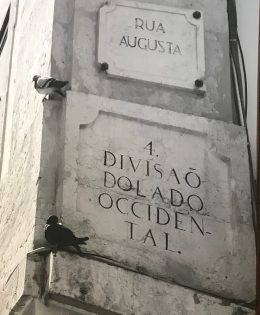 RUA
AUGUSTA
4.
DIVISAÕ
DOLADO
OCCIDEN-
TAL.